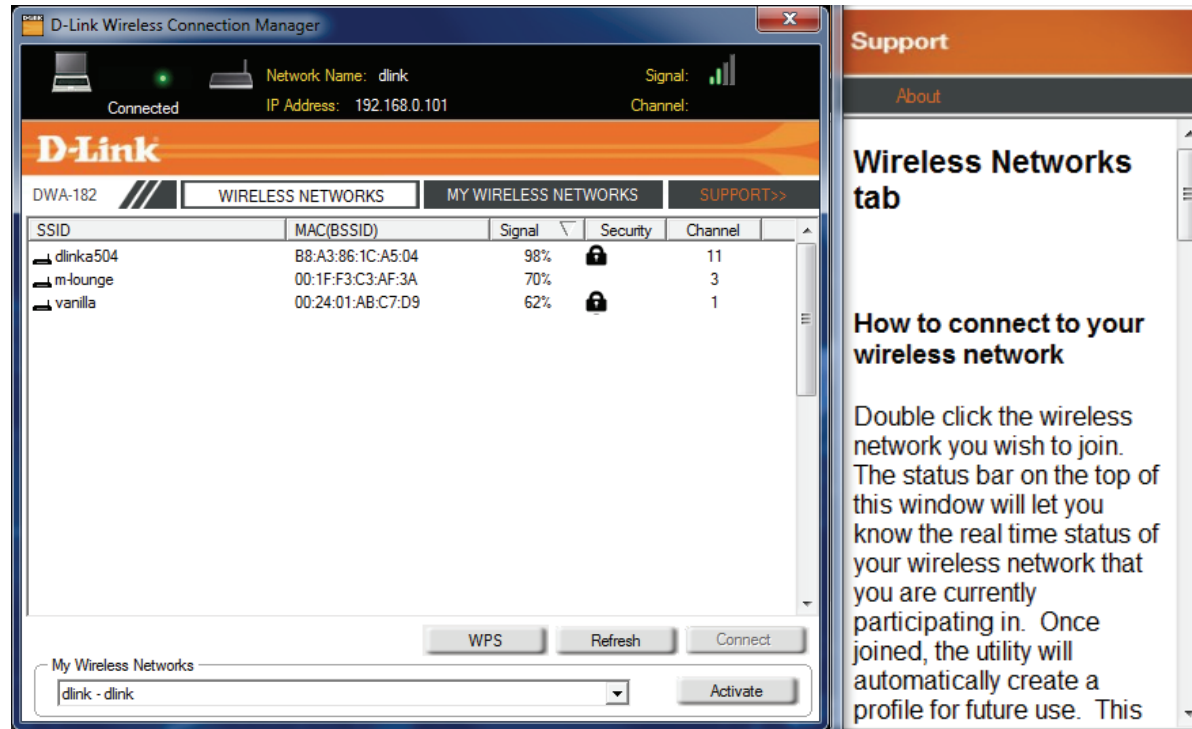 D-Link Wireless Connection Manager
Network Name: dlink
Signal:
Connected
IP Address: 192.168.0.101
Channel:
D-Link
DWA-182
WIRELESS NETWORKS
MY WIRELESS NETWORKS
SUPPORT>>
SSID MAC(BSSID) Signal Security Channel
dlinka504 B8:A3:86:1C:A5:04 98% 11
m-lounge 00:1F:F3:C3:AF:3A 70% 3
vanilla 00:24:01:AB:C7:D9 62% 1
WPS
Refresh
Connect
My Wireless Networks
dlink - dlink
Activate
Support
About
Wireless Networks
tab
How to connect to your
wireless network
Double click the wireless
network you wish to join.
The status bar on the top of
this window will let you
know the real time status of
your wireless network that
you are currently
participating in. Once
joined, the utility will
automatically create a
profile for future use. This